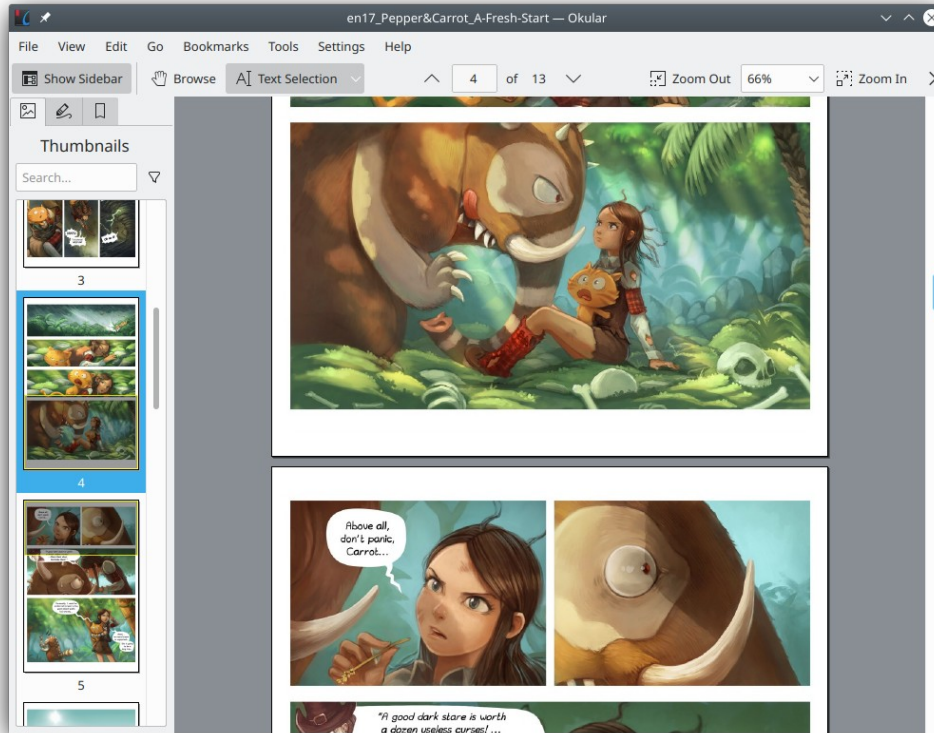 en17_Pepper&Carrot_A-Fresh-Start — Okular
File View Edit Go Bookmarks Tools Settings Help
Show Sidebar Browse Text Selection 4 of 13 Zoom Out 66% Zoom In
Thumbnails
Search...
3
4
5
Above all,
don't panic,
Carrot...
"A good dark stare is worth
a dozen useless curses! ...